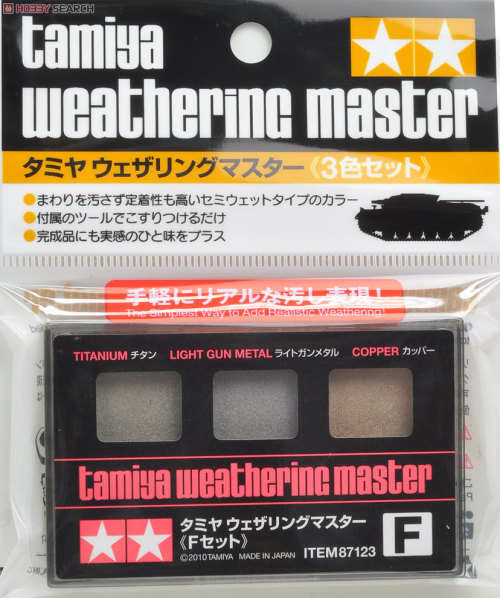 HOBBY SEARCH
tamiya
weathering master
タミヤ ウェザリングマスター《3色セット》
●まわりを汚さず定着性も高いセミウェットタイプのカラー
●付属のツールでこすりつけるだけ
●完成品にも実感のひと味をプラス
手軽にリアルな汚し表現!
The Simplest Way to Add Realistic Weathering!
TITANIUM チタン LIGHT GUN METAL ライトガンメタル COPPER カッパー
tamiya weathering master
タミヤ ウェザリングマスター
《Fセット》
F
©2010TAMIYA MADE IN JAPAN ITEM87123